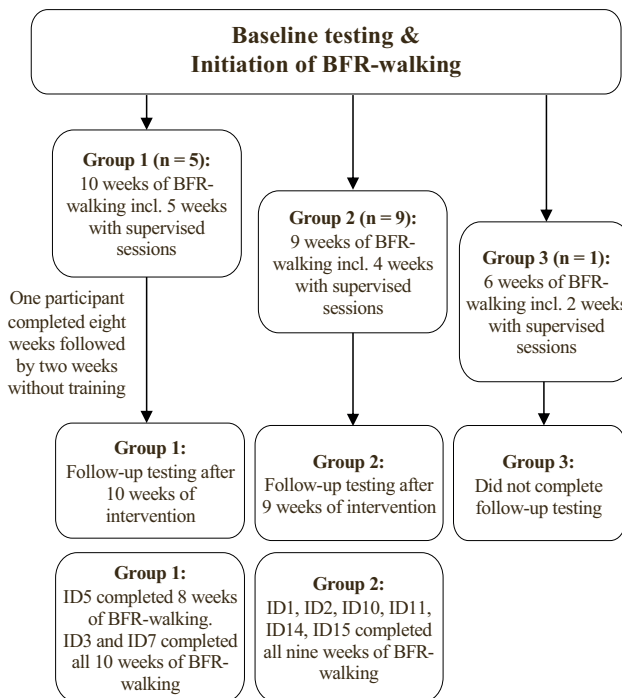 Baseline testing &
Initiation of BFR-walking
Group 1 (n = 5):
10 weeks of BFR-
walking incl. 5 weeks
with supervised
sessions
Group 2 (n = 9):
9 weeks of BFR-
walking incl. 4 weeks
with supervised
sessions
Group 3 (n = 1):
6 weeks of BFR-
walking incl. 2 weeks
with supervised
sessions
One participant
completed eight
weeks followed
by two weeks
without training
Group 1:
Follow-up testing after
10 weeks of
intervention
Group 2:
Follow-up testing after
9 weeks of intervention
Group 3:
Did not complete
follow-up testing
Group 1:
ID5 completed 8 weeks
of BFR-walking.
ID3 and ID7 completed
all 10 weeks of BFR-
walking
Group 2:
ID1, ID2, ID10, ID11,
ID14, ID15 completed
all nine weeks of BFR-
walking